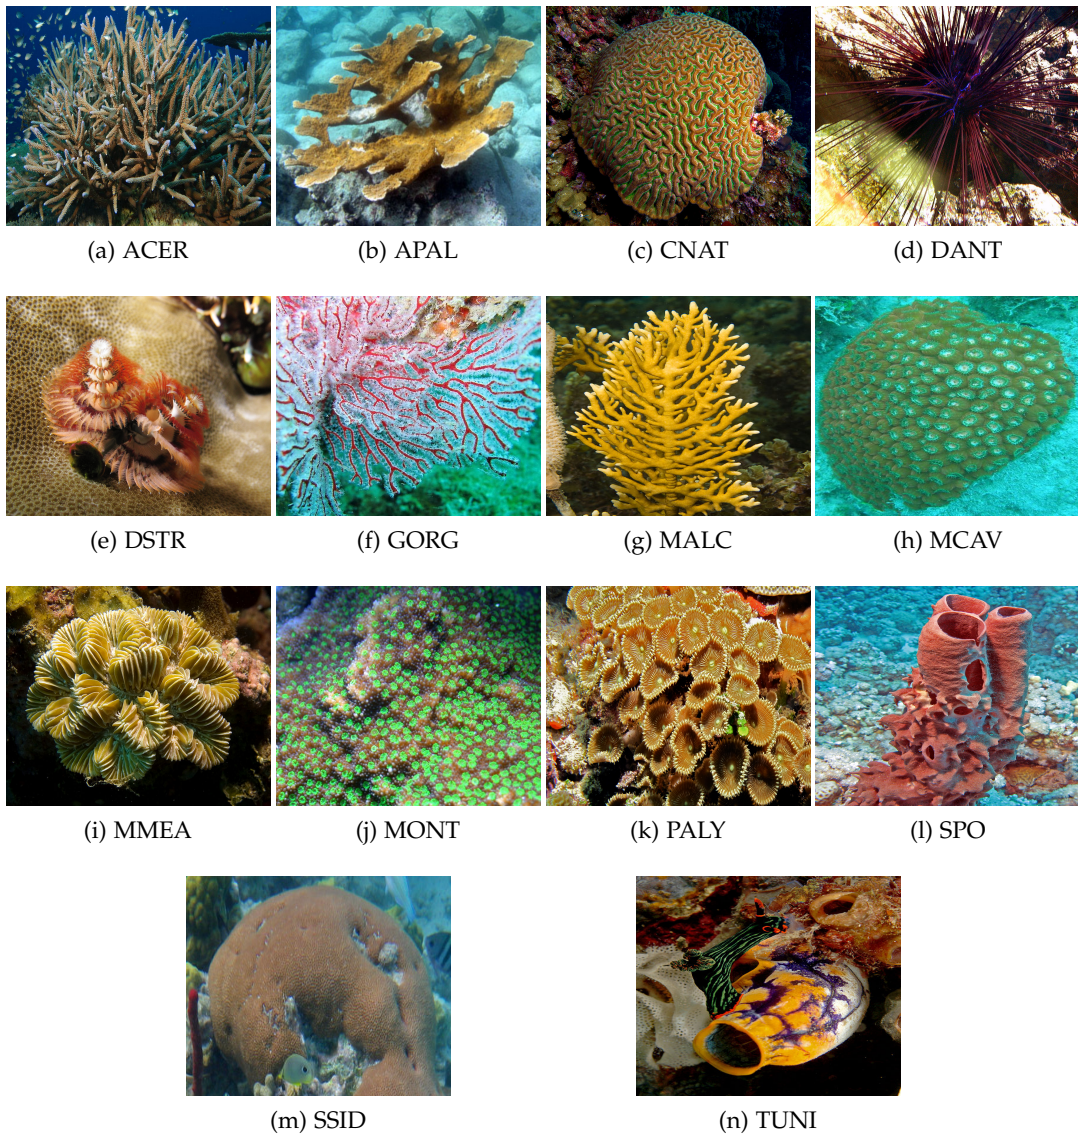 (a) ACER
(b) APAL
(c) CNAT
(d) DANT
(e) DSTR
(f) GORG
(g) MALC
(h) MCAV
(i) MMEA
(j) MONT
(k) PALY
(l) SPO
(m) SSID
(n) TUNI